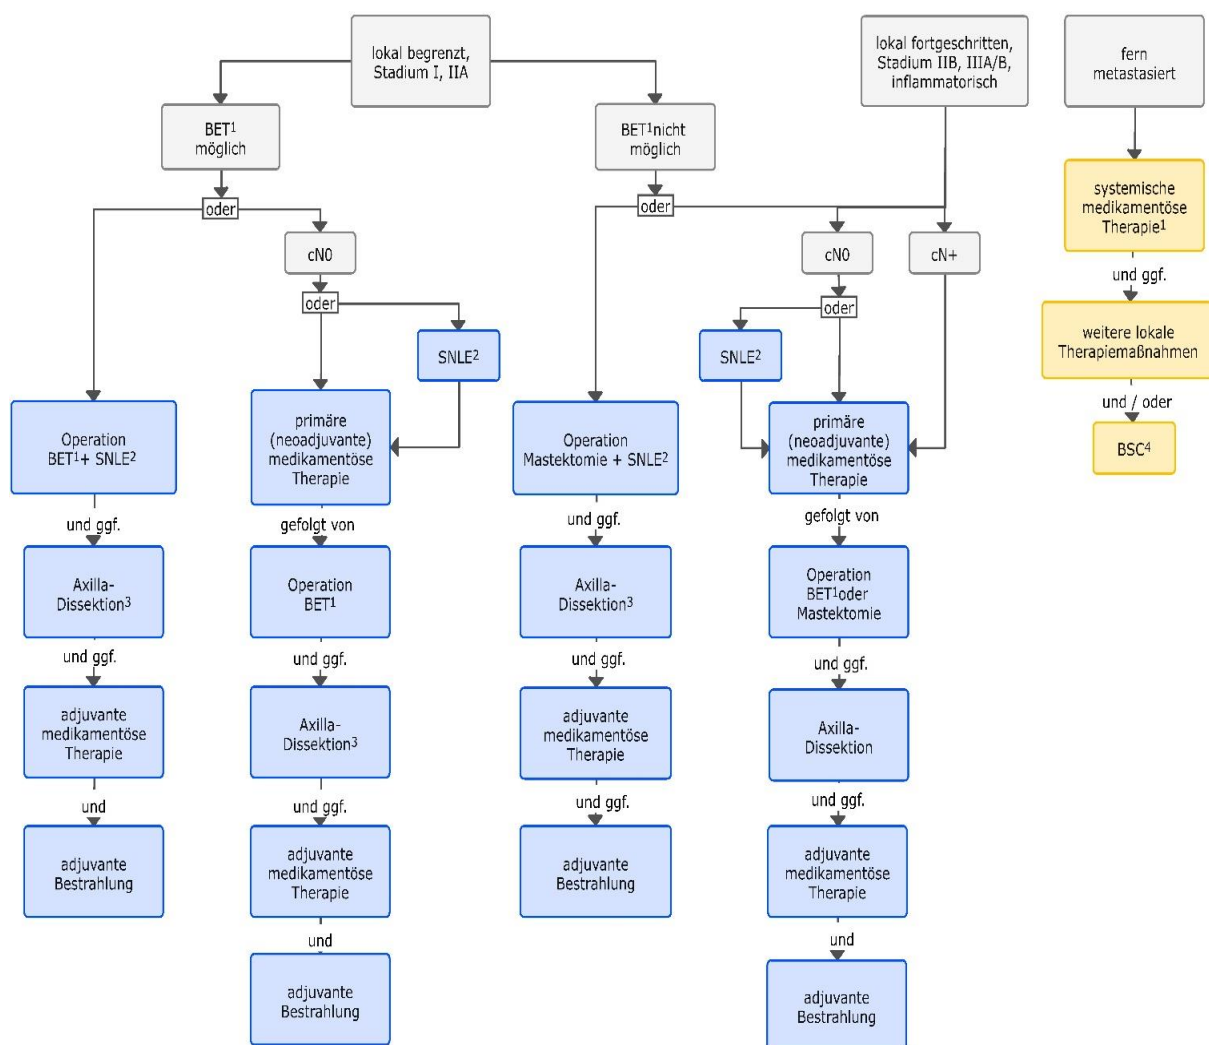 lokal begrenzt,
Stadium I, IIA
lokal fortgeschritten,
Stadium IIB, IIIA/B,
inflammatorisch
fern
metastasiert
BET¹
möglich
BET¹nicht
möglich
oder
oder
cN0
cN0
cN+
oder
oder
SNLE²
SNLE²
Operation
BET¹+ SNLE²
primäre
(neoadjuvante)
medikamentöse
Therapie
Operation
Mastektomie + SNLE²
primäre
(neoadjuvante)
medikamentöse
Therapie
systemische
medikamentöse
Therapie¹
und ggf.
weitere lokale
Therapiemaßnahmen
und / oder
BSC⁴
und ggf.
gefolgt von
und ggf.
gefolgt von
Axilla-
Dissektion³
Operation
BET¹
Axilla-
Dissektion³
Operation
BET¹oder
Mastektomie
und ggf.
und ggf.
und ggf.
und ggf.
adjuvante
medikamentöse
Therapie
Axilla-
Dissektion³
adjuvante
medikamentöse
Therapie
Axilla-
Dissektion
und
und ggf.
und ggf.
und ggf.
adjuvante
Bestrahlung
adjuvante
medikamentöse
Therapie
adjuvante
Bestrahlung
adjuvante
medikamentöse
Therapie
und
und
adjuvante
Bestrahlung
adjuvante
Bestrahlung